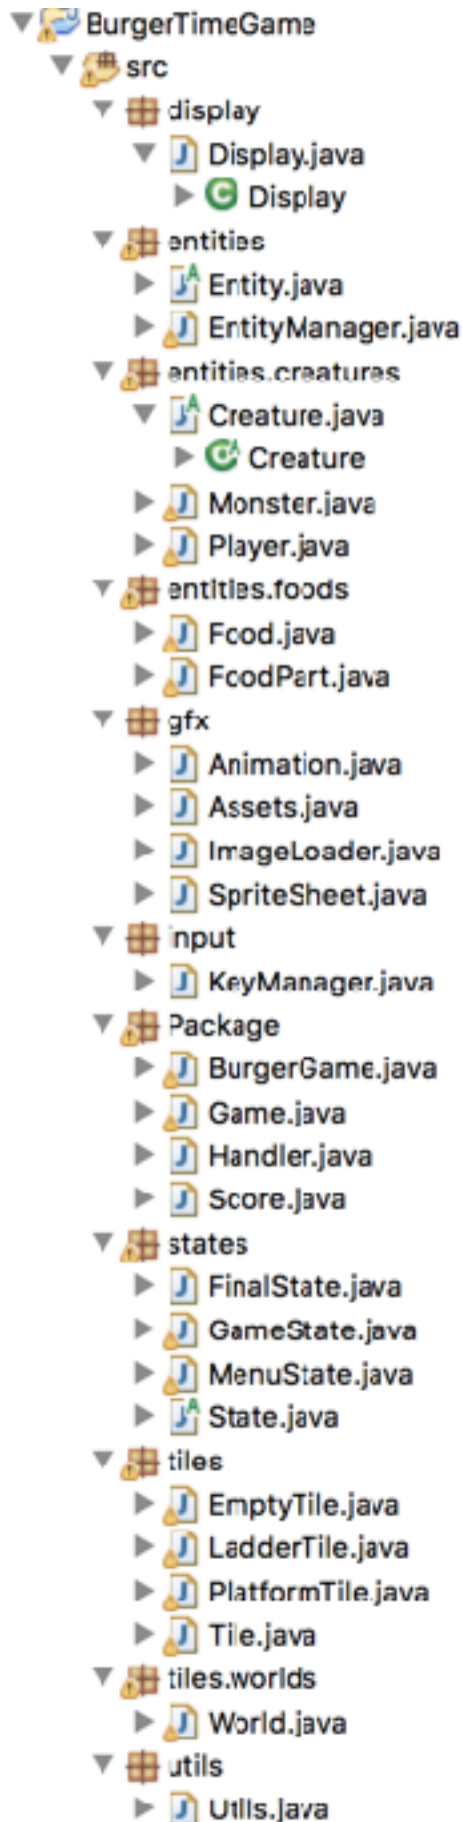 BurgerTimeGame
src
display
Display.java
Display
entities
Entity.java
EntityManager.java
entities.creatures
Creature.java
Creature
Monster.java
Player.java
entities.foods
Food.java
FoodPart.java
gfx
Animation.java
Assets.java
ImageLoader.java
SpriteSheet.java
input
KeyManager.java
Package
BurgerGame.java
Game.java
Handler.java
Score.java
states
FinalState.java
GameState.java
MenuState.java
State.java
tiles
EmptyTile.java
LadderTile.java
PlatformTile.java
Tile.java
tiles.worlds
World.java
utils
Utils.java